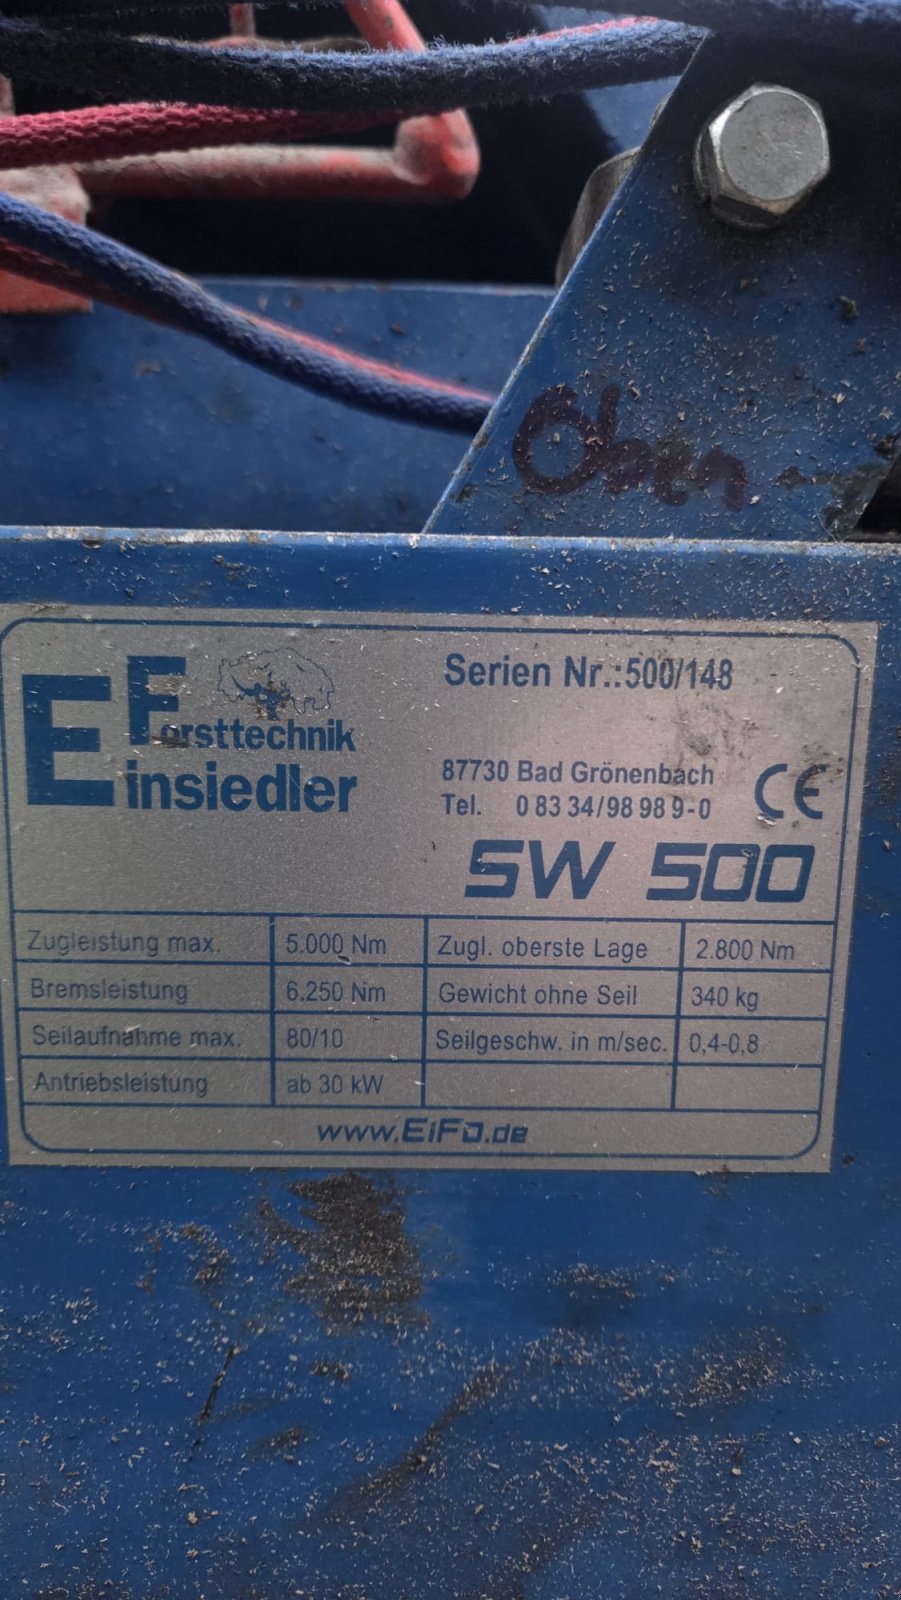 Oben
E Forsttechnik
Einsiedler
Serien Nr.:500/148
87730 Bad Grönenbach
Tel. 0 83 34/98 98 9-0
CE
SW 500
Zugleistung max. 5.000 Nm Zugl. oberste Lage 2.800 Nm
Bremsleistung 6.250 Nm Gewicht ohne Seil 340 kg
Seilaufnahme max. 80/10 Seilgeschw. in m/sec. 0,4-0,8
Antriebsleistung ab 30 kW
www.EiFo.de